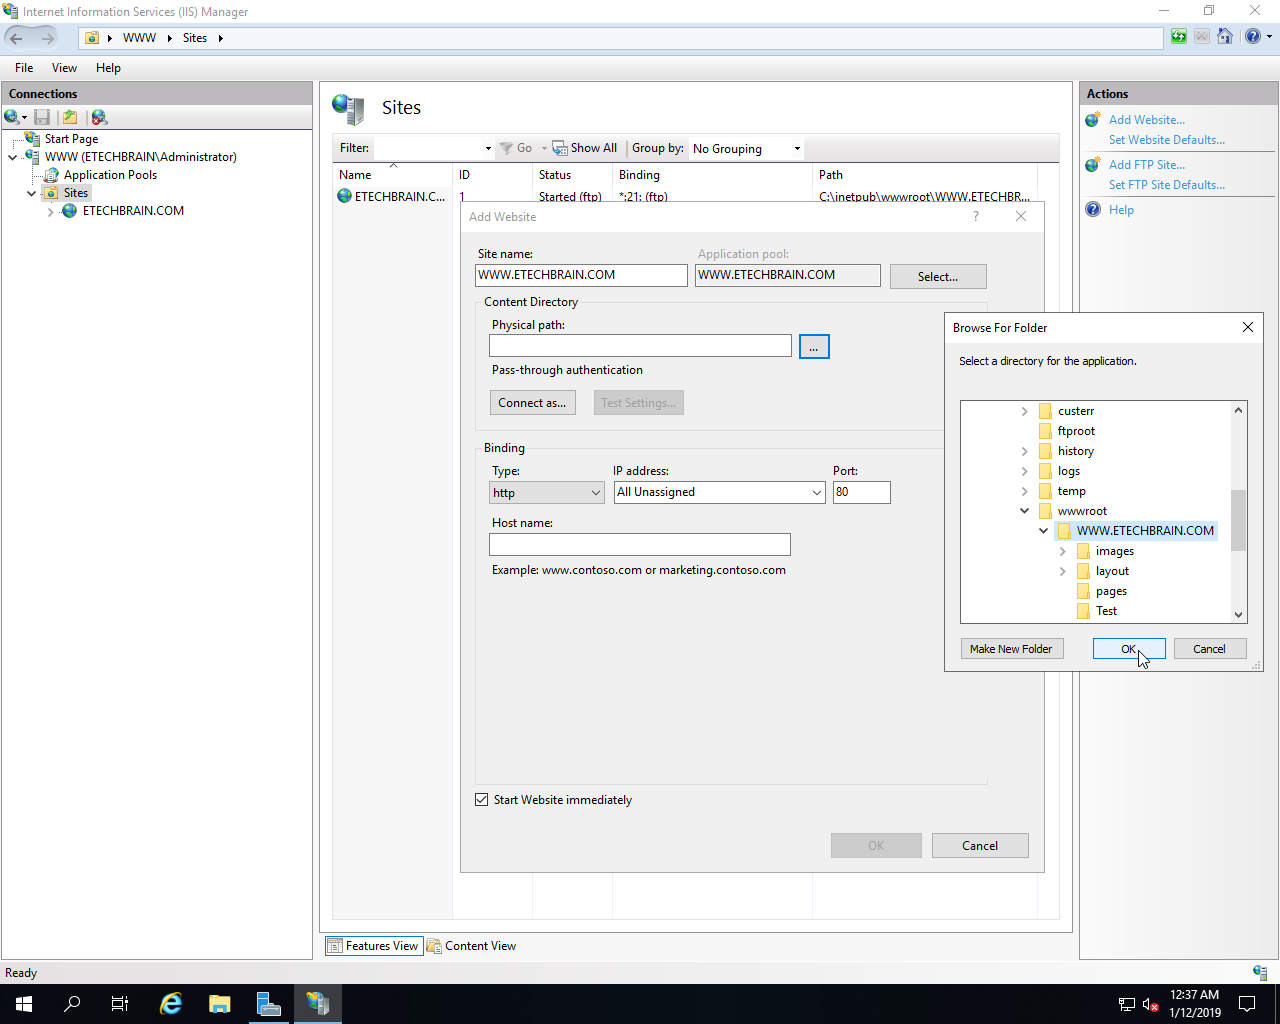 Internet Information Services (IIS) Manager
WWW Sites
File View Help
Connections
Start Page
WWW (ETECHBRAIN\Administrator)
Application Pools
Sites
ETECHBRAIN.COM
Sites
Filter: Go Show All Group by: No Grouping
Name ID Status Binding Path
ETECHBRAIN.C... 1 Started (ftp) *:21: (ftp) C:\inetpub\wwwroot\WWW.ETECHBR...
Actions
Add Website...
Set Website Defaults...
Add FTP Site...
Set FTP Site Defaults...
Help
Add Website ?
Site name: Application pool:
WWW.ETECHBRAIN.COM WWW.ETECHBRAIN.COM Select...
Content Directory
Physical path:
...
Pass-through authentication
Connect as... Test Settings...
Binding
Type: IP address: Port:
http All Unassigned 80
Host name:
Example: www.contoso.com or marketing.contoso.com
Start Website immediately
OK Cancel
Browse For Folder
Select a directory for the application.
custerr
ftproot
history
logs
temp
wwwroot
WWW.ETECHBRAIN.COM
images
layout
pages
Test
Make New Folder OK Cancel
Features View Content View
Ready
12:37 AM
1/12/2019